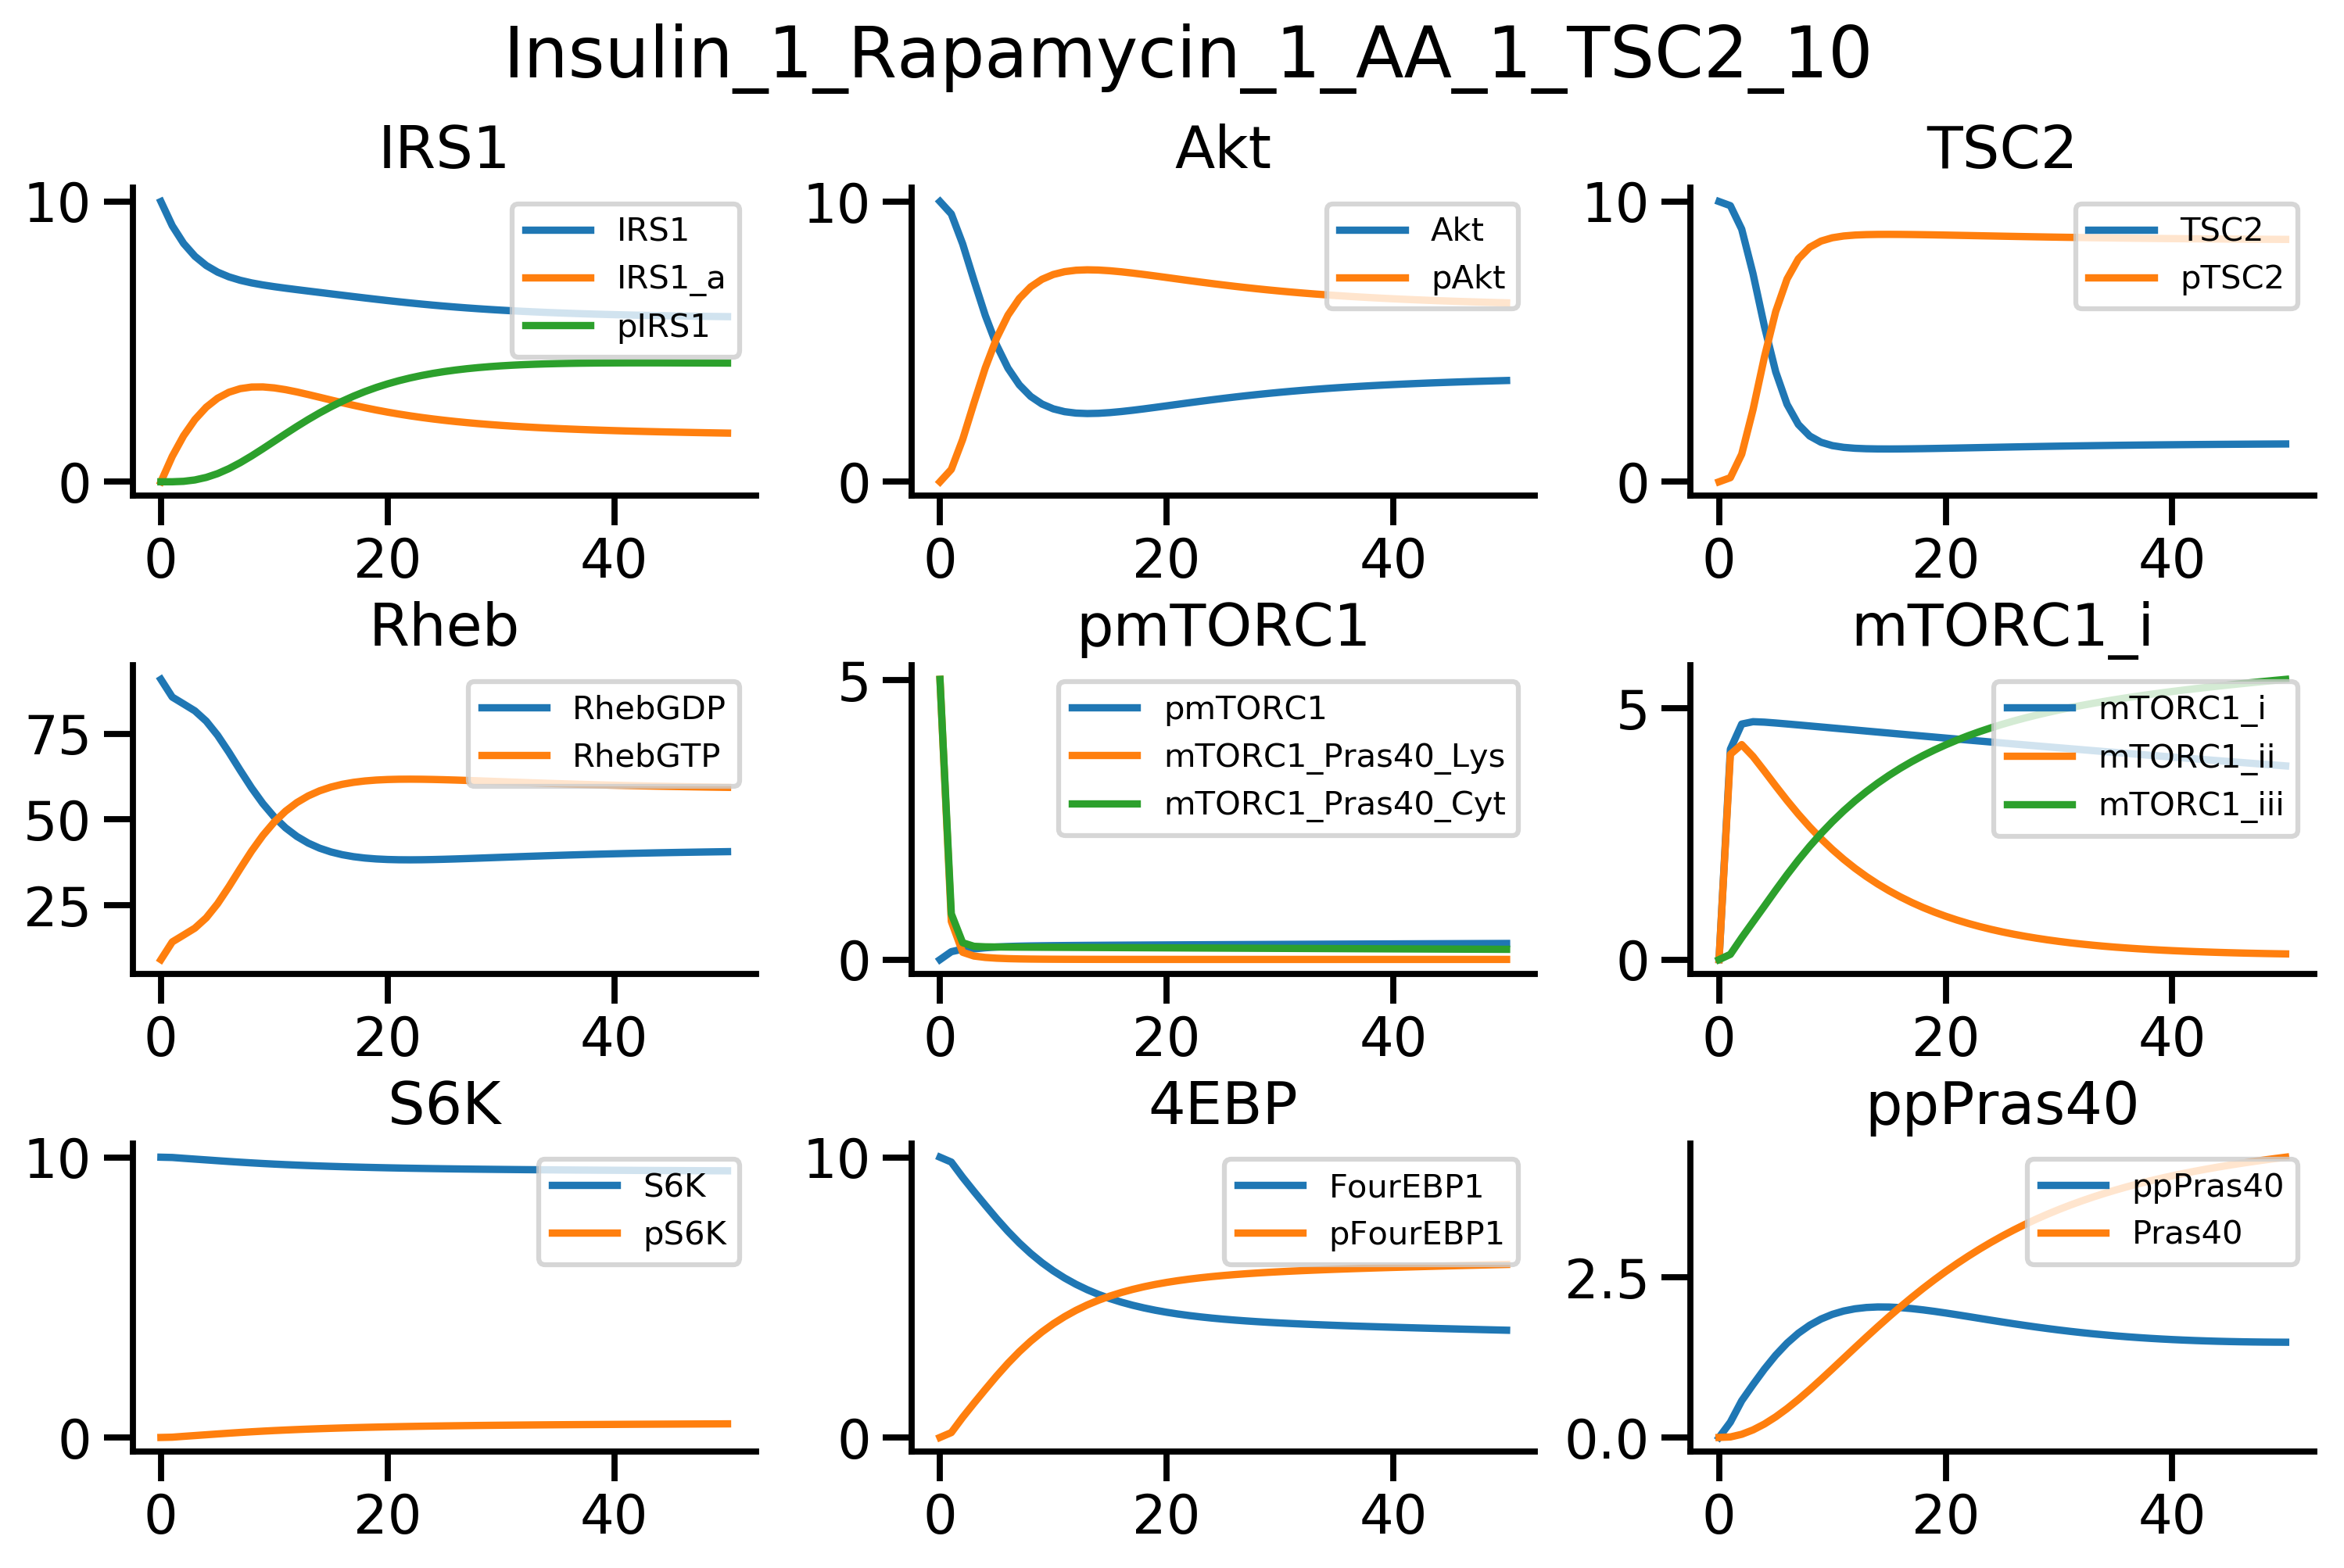 Insulin_1_Rapamycin_1_AA_1_TSC2_10
IRS1
10
0
0
20
40
IRS1
IRS1_a
pIRS1
Akt
10
0
0
20
40
Akt
pAkt
TSC2
10
0
0
20
40
TSC2
pTSC2
Rheb
75
50
25
0
20
40
RhebGDP
RhebGTP
pmTORC1
5
0
0
20
40
pmTORC1
mTORC1_Pras40_Lys
mTORC1_Pras40_Cyt
mTORC1_i
5
0
0
20
40
mTORC1_i
mTORC1_ii
mTORC1_iii
S6K
10
0
0
20
40
S6K
pS6K
4EBP
10
0
0
20
40
FourEBP1
pFourEBP1
ppPras40
2.5
0.0
0
20
40
ppPras40
Pras40